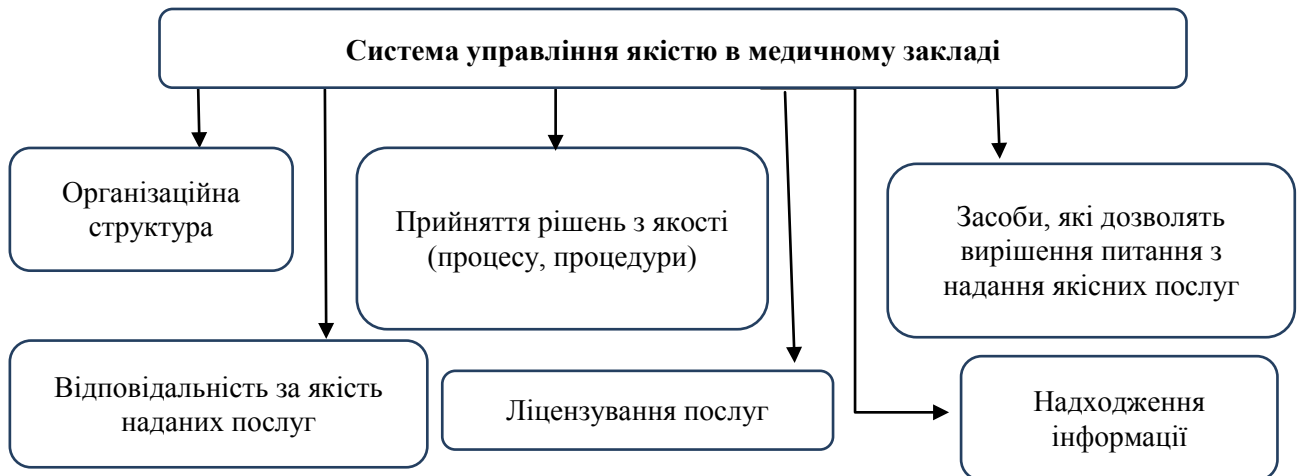 Система управління якістю в медичному закладі
Організаційна
структура
Прийняття рішень з якості
(процесу, процедури)
Засоби, які дозволять
вирішення питання з
надання якісних послуг
Відповідальність за якість
наданих послуг
Ліцензування послуг
Надходження
інформації